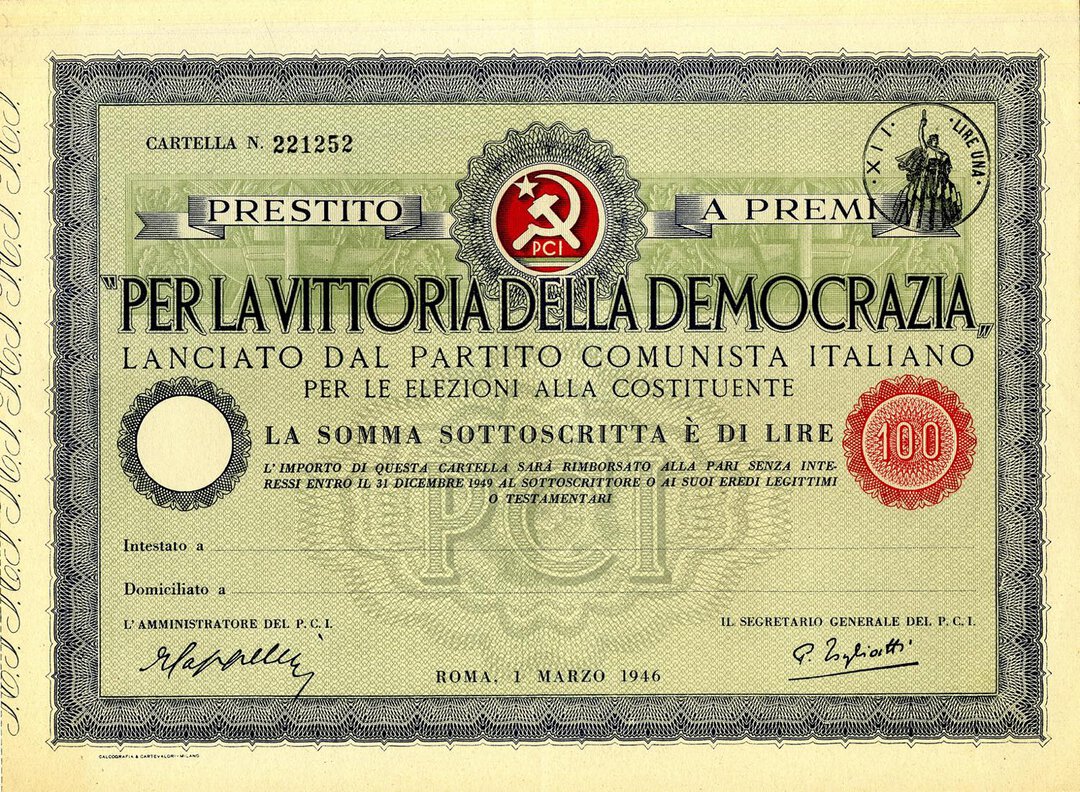 CARTELLA N. 221252
· XII · LIRE UNA ·
PRESTITO A PREMI
PCI
"PER LA VITTORIA DELLA DEMOCRAZIA„
LANCIATO DAL PARTITO COMUNISTA ITALIANO
PER LE ELEZIONI ALLA COSTITUENTE
LA SOMMA SOTTOSCRITTA È DI LIRE
100
L'IMPORTO DI QUESTA CARTELLA SARÀ RIMBORSATO ALLA PARI SENZA INTE-
RESSI ENTRO IL 31 DICEMBRE 1949 AL SOTTOSCRITTORE O AI SUOI EREDI LEGITTIMI
O TESTAMENTARI
PCI
Intestato a
Domiciliato a
L'AMMINISTRATORE DEL P. C. I.
IL SEGRETARIO GENERALE DEL P. C. I.
P. Togliatti
ROMA, 1 MARZO 1946
CALCOGRAFIA & CARTEVALORI - MILANO